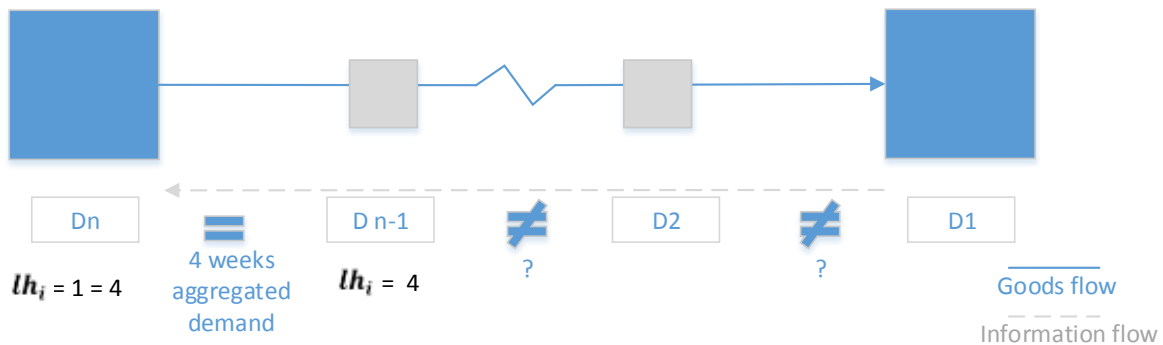 Dn
=
D n-1
≠
D2
≠
D1
4 weeks
aggregated
demand
?
?
lhᵢ = 1 = 4
lhᵢ = 4
Goods flow
Information flow